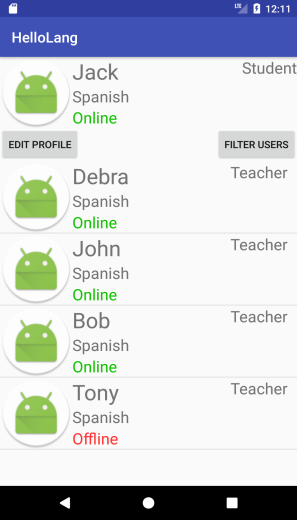 LTE 12:11
HelloLang
Jack Student
Spanish
Online
EDIT PROFILE FILTER USERS
Debra Teacher
Spanish
Online
John Teacher
Spanish
Online
Bob Teacher
Spanish
Online
Tony Teacher
Spanish
Offline